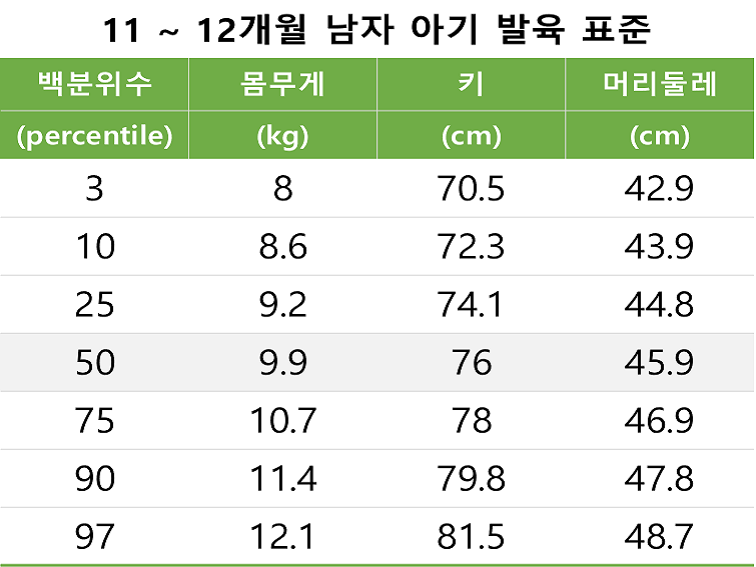 11 ~ 12개월 남자 아기 발육 표준
백분위수 몸무게 키 머리둘레
(percentile) (kg) (cm) (cm)
3 8 70.5 42.9
10 8.6 72.3 43.9
25 9.2 74.1 44.8
50 9.9 76 45.9
75 10.7 78 46.9
90 11.4 79.8 47.8
97 12.1 81.5 48.7